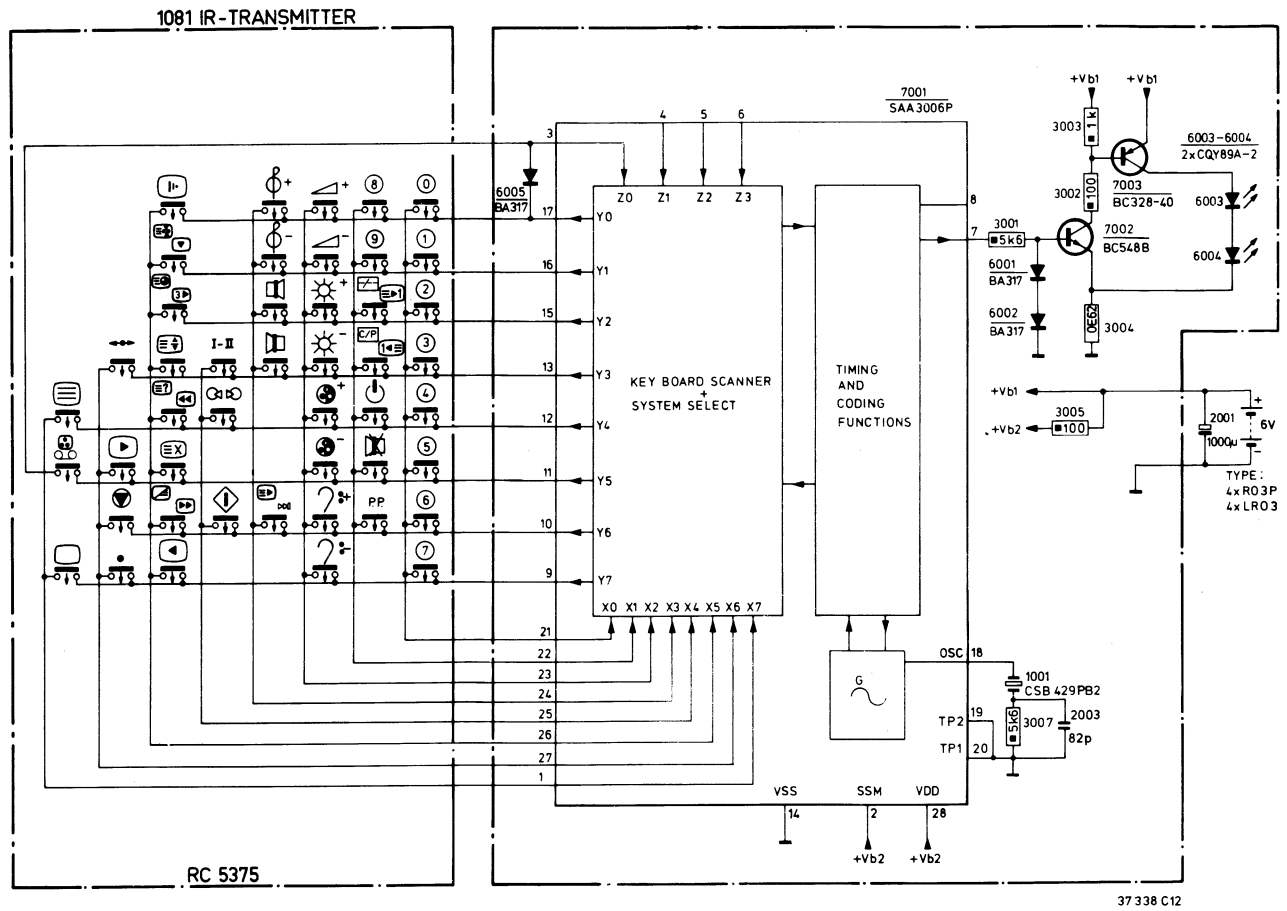 1081 IR-TRANSMITTER
7001
SAA3006P
+Vb1
+Vb1
3003
1k
6003-6004
2xCQY89A-2
3
4
5
6
6005
BA317
Z0
Z1
Z2
Z3
8
3002
100
7003
BC328-40
6003
+
+
8
0
17
Y0
7
3001
5k6
7002
BC548B
6004
-
-
9
1
16
Y1
6001
BA317
3
+
1
2
15
Y2
6002
BA317
0E62
3004
I-II
-
C/P
1
3
13
Y3
KEY BOARD SCANNER
+
SYSTEM SELECT
TIMING
AND
CODING
FUNCTIONS
+Vb1
?
+
4
12
Y4
3005
100
+Vb2
2001
1000µ
+
6V
-
X
-
5
11
Y5
TYPE:
4xR03P
4xLR03
+
P.P.
6
10
Y6
-
7
9
Y7
X0 X1 X2 X3 X4 X5 X6 X7
21
22
23
24
25
26
27
1
G
OSC
18
1001
CSB 429PB2
19
TP2
5k6
3007
2003
82p
TP1
20
VSS
SSM
VDD
14
2
28
+Vb2
+Vb2
RC 5375
37 338 C12